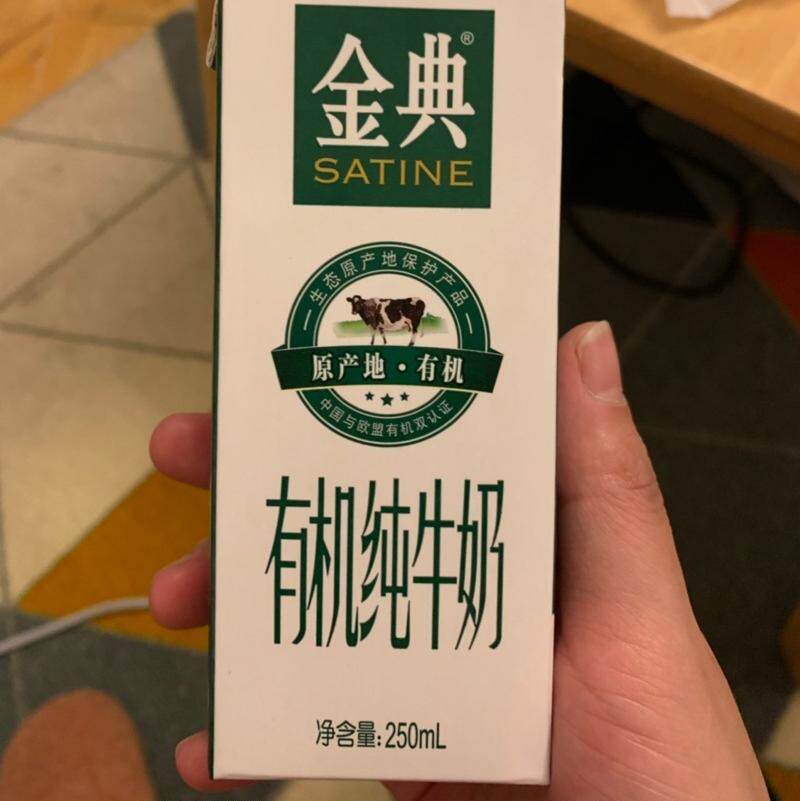 金典®
SATINE
生态原产地保护产品
原产地·有机
中国与欧盟有机双认证
有机纯牛奶
净含量:250mL